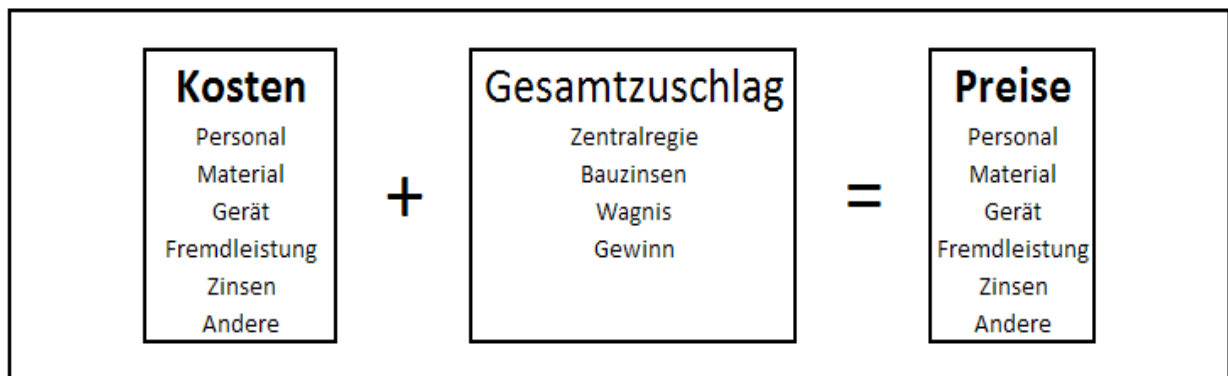 Kosten
Personal
Material
Gerät
Fremdleistung
Zinsen
Andere
+
Gesamtzuschlag
Zentralregie
Bauzinsen
Wagnis
Gewinn
=
Preise
Personal
Material
Gerät
Fremdleistung
Zinsen
Andere